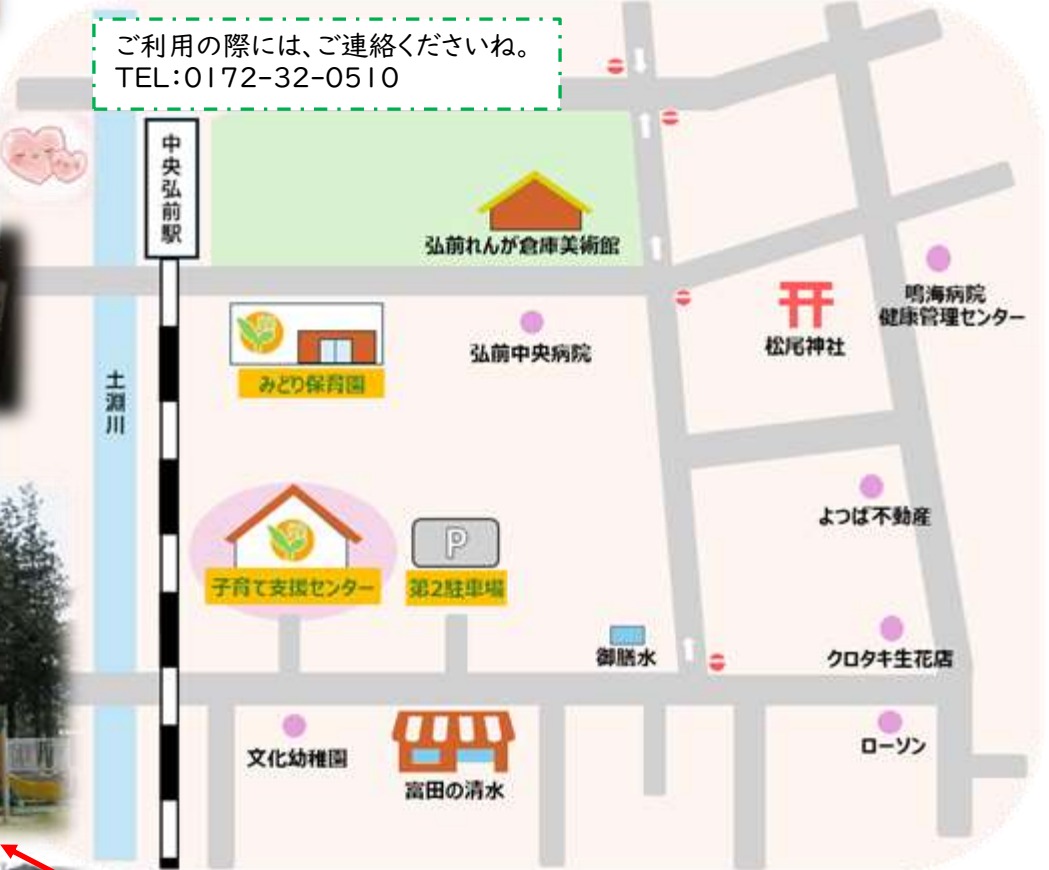 ご利用の際には、ご連絡くださいね。
TEL:0172-32-0510
中央弘前駅
弘前れんが倉庫美術館
鳴海病院
健康管理センター
松尾神社
弘前中央病院
みどり保育園
土淵川
よつば不動産
P
子育て支援センター
第2駐車場
御膳水
クロタキ生花店
文化幼稚園
富田の清水
ローソン